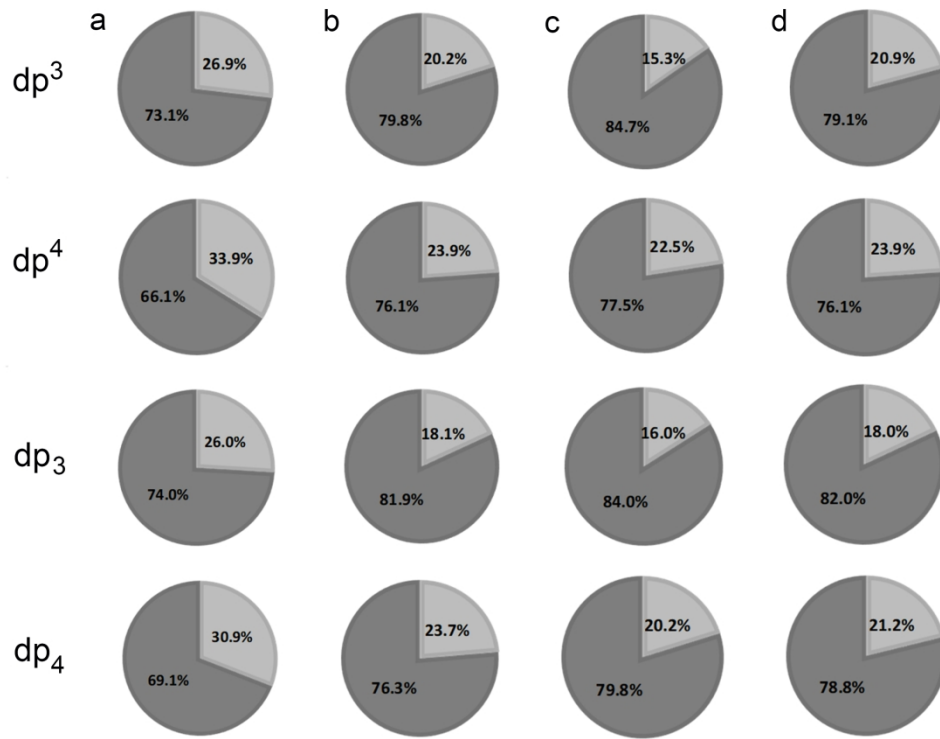 a b c d
dp³ 26.9% 20.2% 15.3% 20.9%
73.1% 79.8% 84.7% 79.1%
dp⁴ 33.9% 23.9% 22.5% 23.9%
66.1% 76.1% 77.5% 76.1%
dp₃ 26.0% 18.1% 16.0% 18.0%
74.0% 81.9% 84.0% 82.0%
dp₄ 30.9% 23.7% 20.2% 21.2%
69.1% 76.3% 79.8% 78.8%